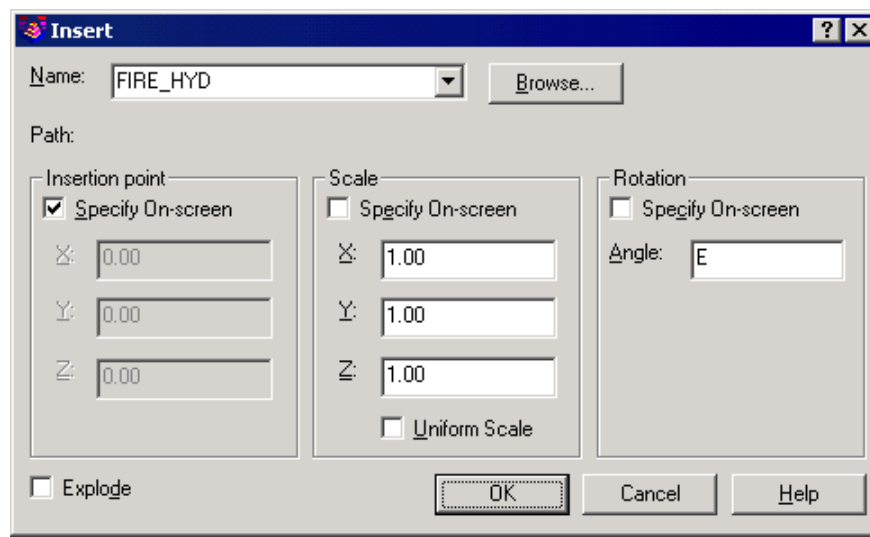 Insert
Name: FIRE_HYD Browse...
Path:
Insertion point Scale Rotation
Specify On-screen Specify On-screen Specify On-screen
X: 0.00 X: 1.00 Angle: E
Y: 0.00 Y: 1.00
Z: 0.00 Z: 1.00
Uniform Scale
Explode OK Cancel Help